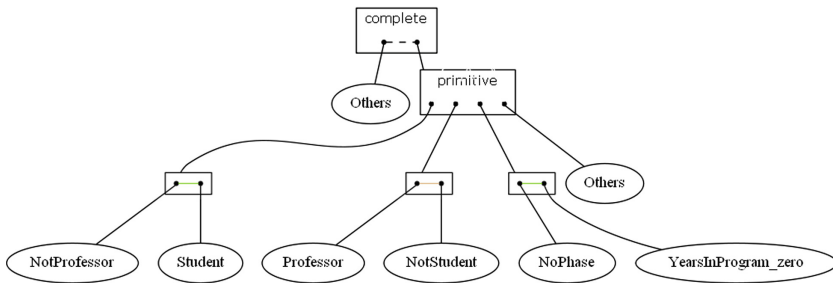 complete
primitive
Others
Others
NotProfessor
Student
Professor
NotStudent
NoPhase
YearsInProgram_zero